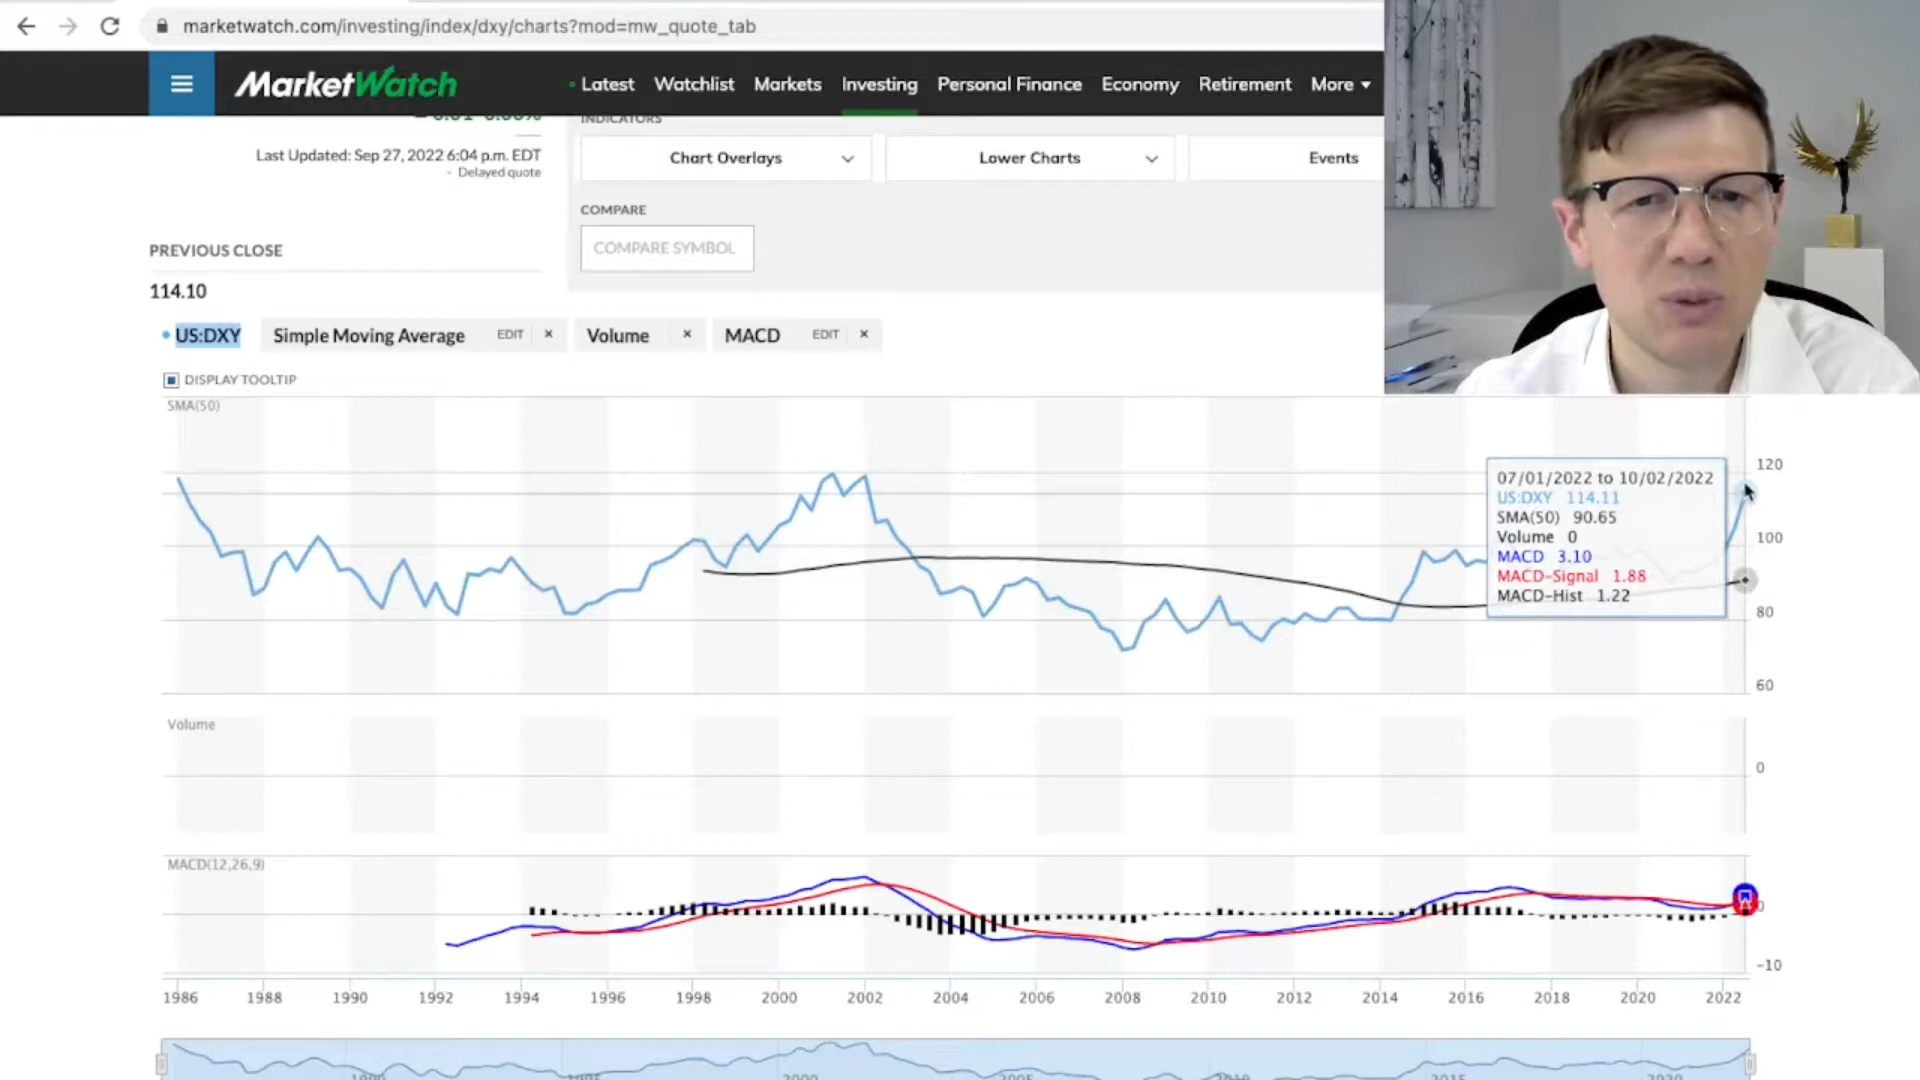 marketwatch.com/investing/index/dxy/charts?mod=mw_quote_tab
MarketWatch
Latest Watchlist Markets Investing Personal Finance Economy Retirement More
INDICATORS
Last Updated: Sep 27, 2022 6:04 p.m. EDT
Delayed quote
Chart Overlays Lower Charts Events
COMPARE
COMPARE SYMBOL
PREVIOUS CLOSE
114.10
US:DXY Simple Moving Average EDIT × Volume × MACD EDIT ×
DISPLAY TOOLTIP
SMA(50)
120
100
80
60
07/01/2022 to 10/02/2022
US:DXY 114.11
SMA(50) 90.65
Volume 0
MACD 3.10
MACD-Signal 1.88
MACD-Hist 1.22
Volume
0
MACD(12,26,9)
0
-10
1986 1988 1990 1992 1994 1996 1998 2000 2002 2004 2006 2008 2010 2012 2014 2016 2018 2020 2022